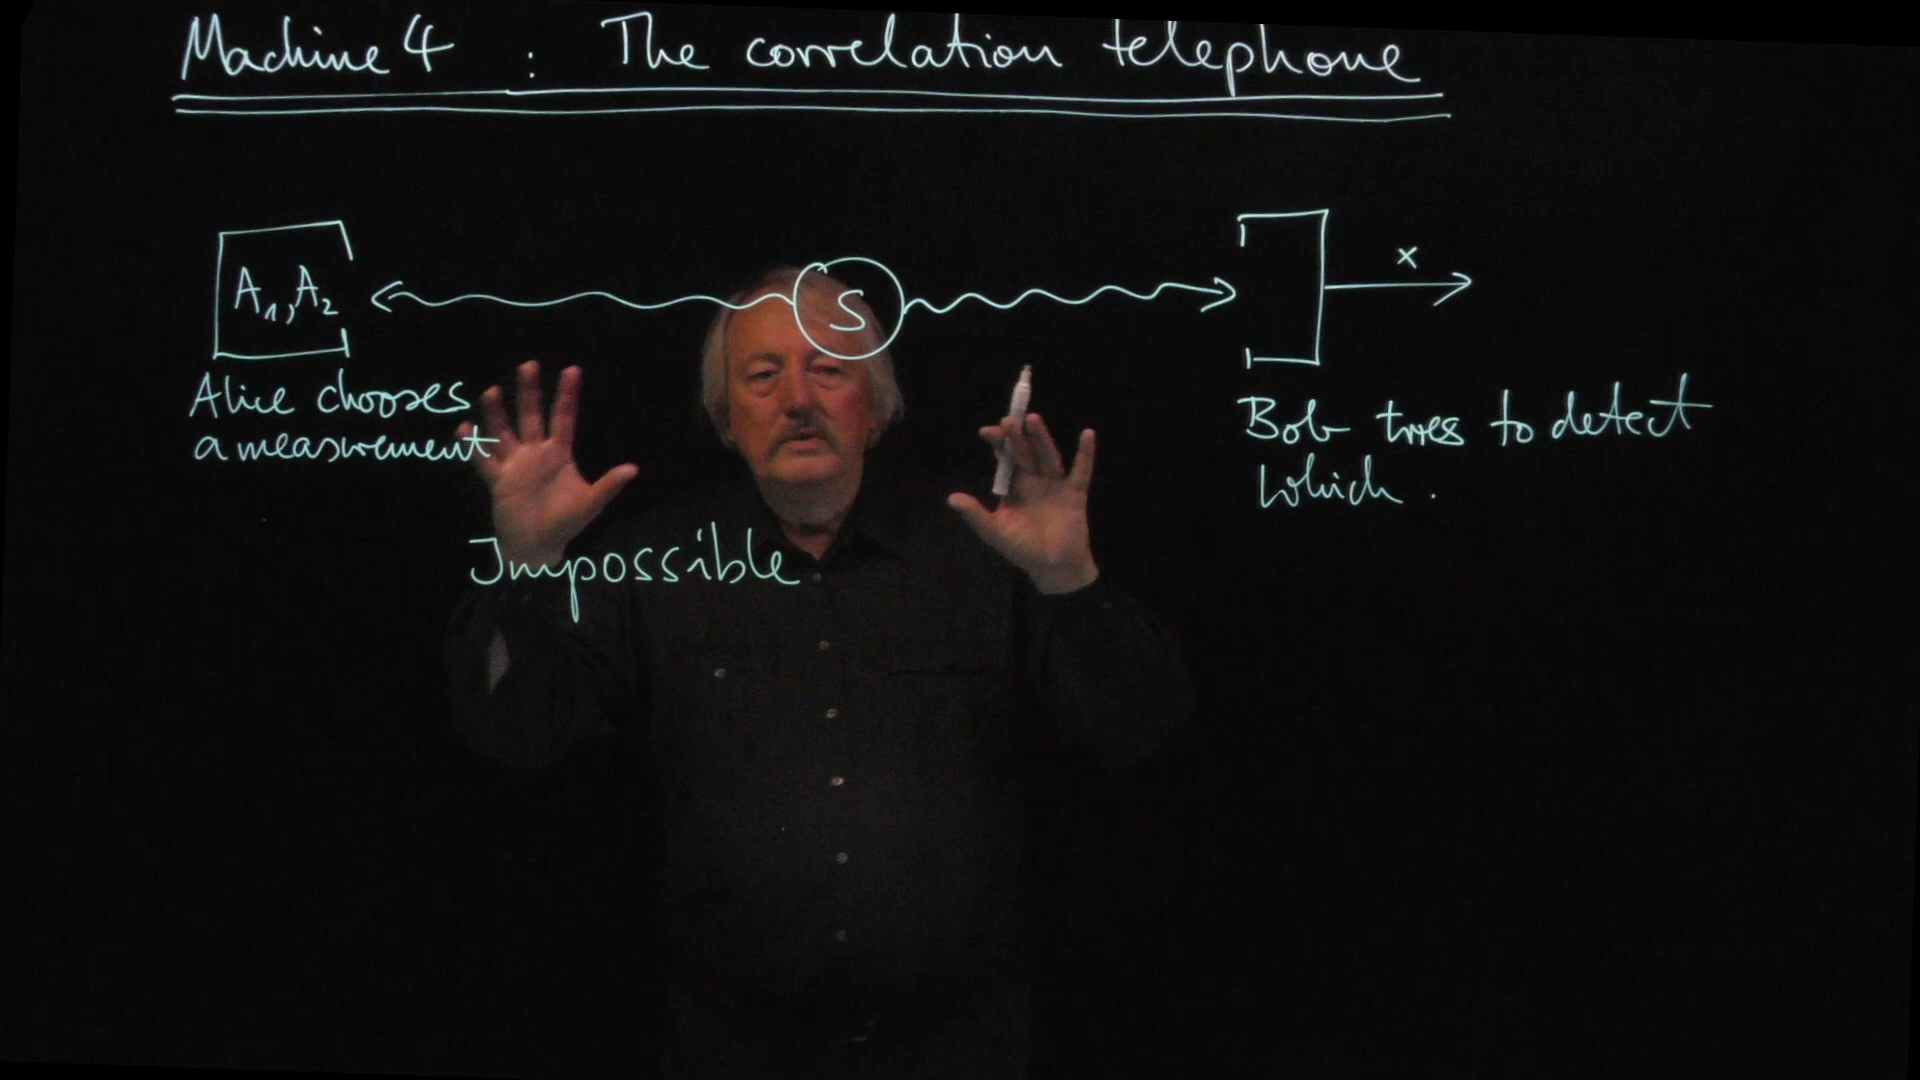 Machine 4 : The correlation telephone
A₁, A₂
S
x
Alice chooses
a measurement
Bob tries to detect
which.
Impossible